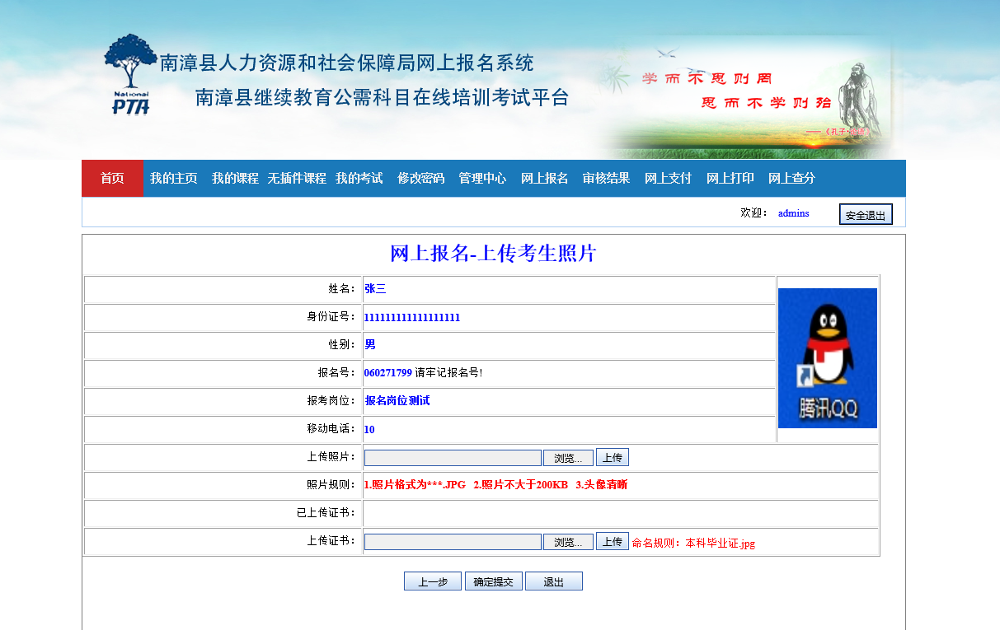 南漳县人力资源和社会保障局网上报名系统
南漳县继续教育公需科目在线培训考试平台
National
PTA
学而不思则罔
思而不学则殆
——《孔子·论语》
首页 我的主页 我的课程 无插件课程 我的考试 修改密码 管理中心 网上报名 审核结果 网上支付 网上打印 网上查分
欢迎： admins 安全退出
网上报名-上传考生照片
姓名： 张三
身份证号： 111111111111111111
性别： 男
报名号： 060271799 请牢记报名号!
报考岗位： 报名岗位测试
移动电话： 10
腾讯QQ
上传照片： 浏览... 上传
照片规则： 1.照片格式为***.JPG 2.照片不大于200KB 3.头像清晰
已上传证书：
上传证书： 浏览... 上传 命名规则：本科毕业证.jpg
上一步 确定提交 退出